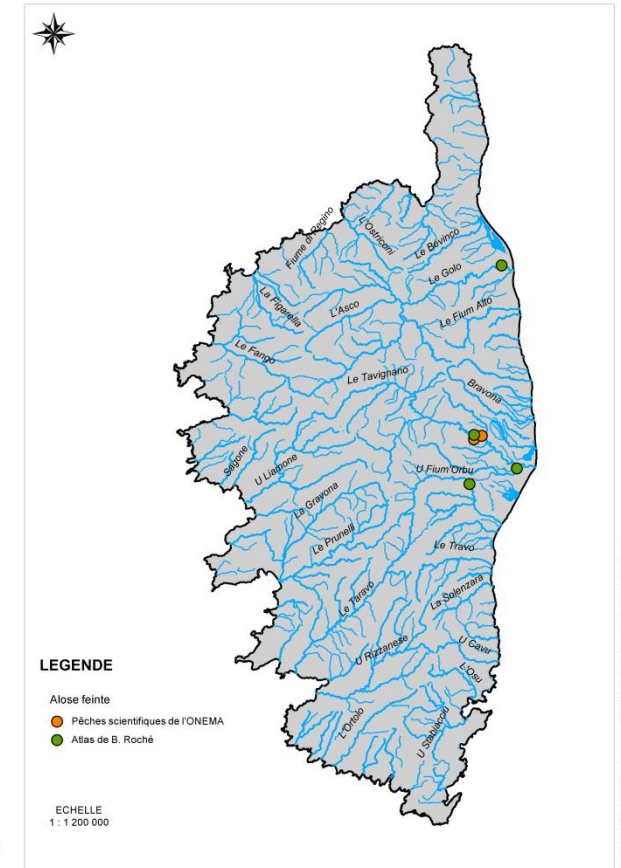 Fiume di Regino
L'Ostriconi
Le Bevinco
Le Golo
La Figarella
L'Asco
Le Fium Alto
Le Fango
Le Tavignano
Bravona
Sagone
U Liamone
U Fium'Orbu
La Gravona
Le Prunelli
Le Travo
Le Taravo
La Solenzara
U Rizzanese
U Cavu
L'Osu
L'Ortolo
U Stabiacciu
LEGENDE
Alose feinte
Pêches scientifiques de l'ONEMA
Atlas de B. Roché
ECHELLE
1 : 1 200 000